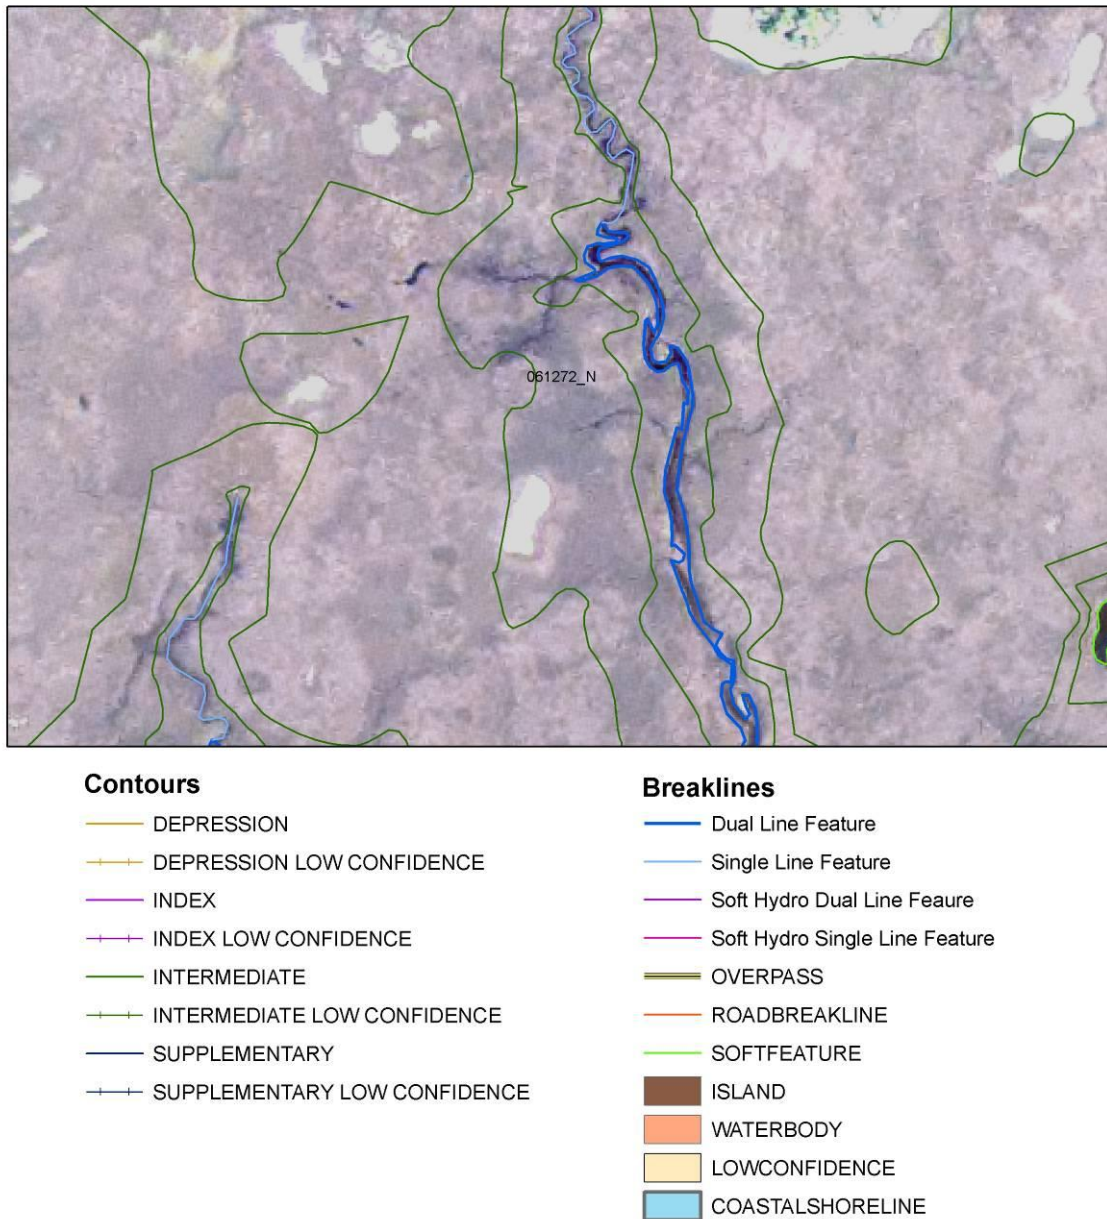 061272_N
Contours
DEPRESSION
DEPRESSION LOW CONFIDENCE
INDEX
INDEX LOW CONFIDENCE
INTERMEDIATE
INTERMEDIATE LOW CONFIDENCE
SUPPLEMENTARY
SUPPLEMENTARY LOW CONFIDENCE
Breaklines
Dual Line Feature
Single Line Feature
Soft Hydro Dual Line Feaure
Soft Hydro Single Line Feature
OVERPASS
ROADBREAKLINE
SOFTFEATURE
ISLAND
WATERBODY
LOWCONFIDENCE
COASTALSHORELINE